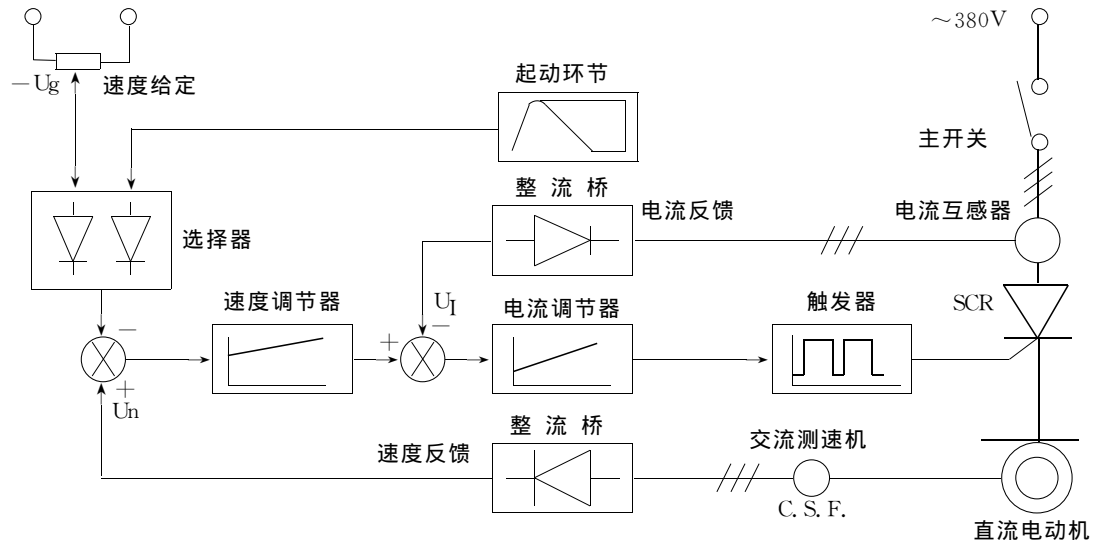 ～380V
－Ug
速度给定
起动环节
主开关
整 流 桥
电流反馈
电流互感器
选择器
速度调节器
UI
电流调节器
触发器
SCR
－
－
＋
＋
Un
速度反馈
整 流 桥
交流测速机
C. S. F.
直流电动机